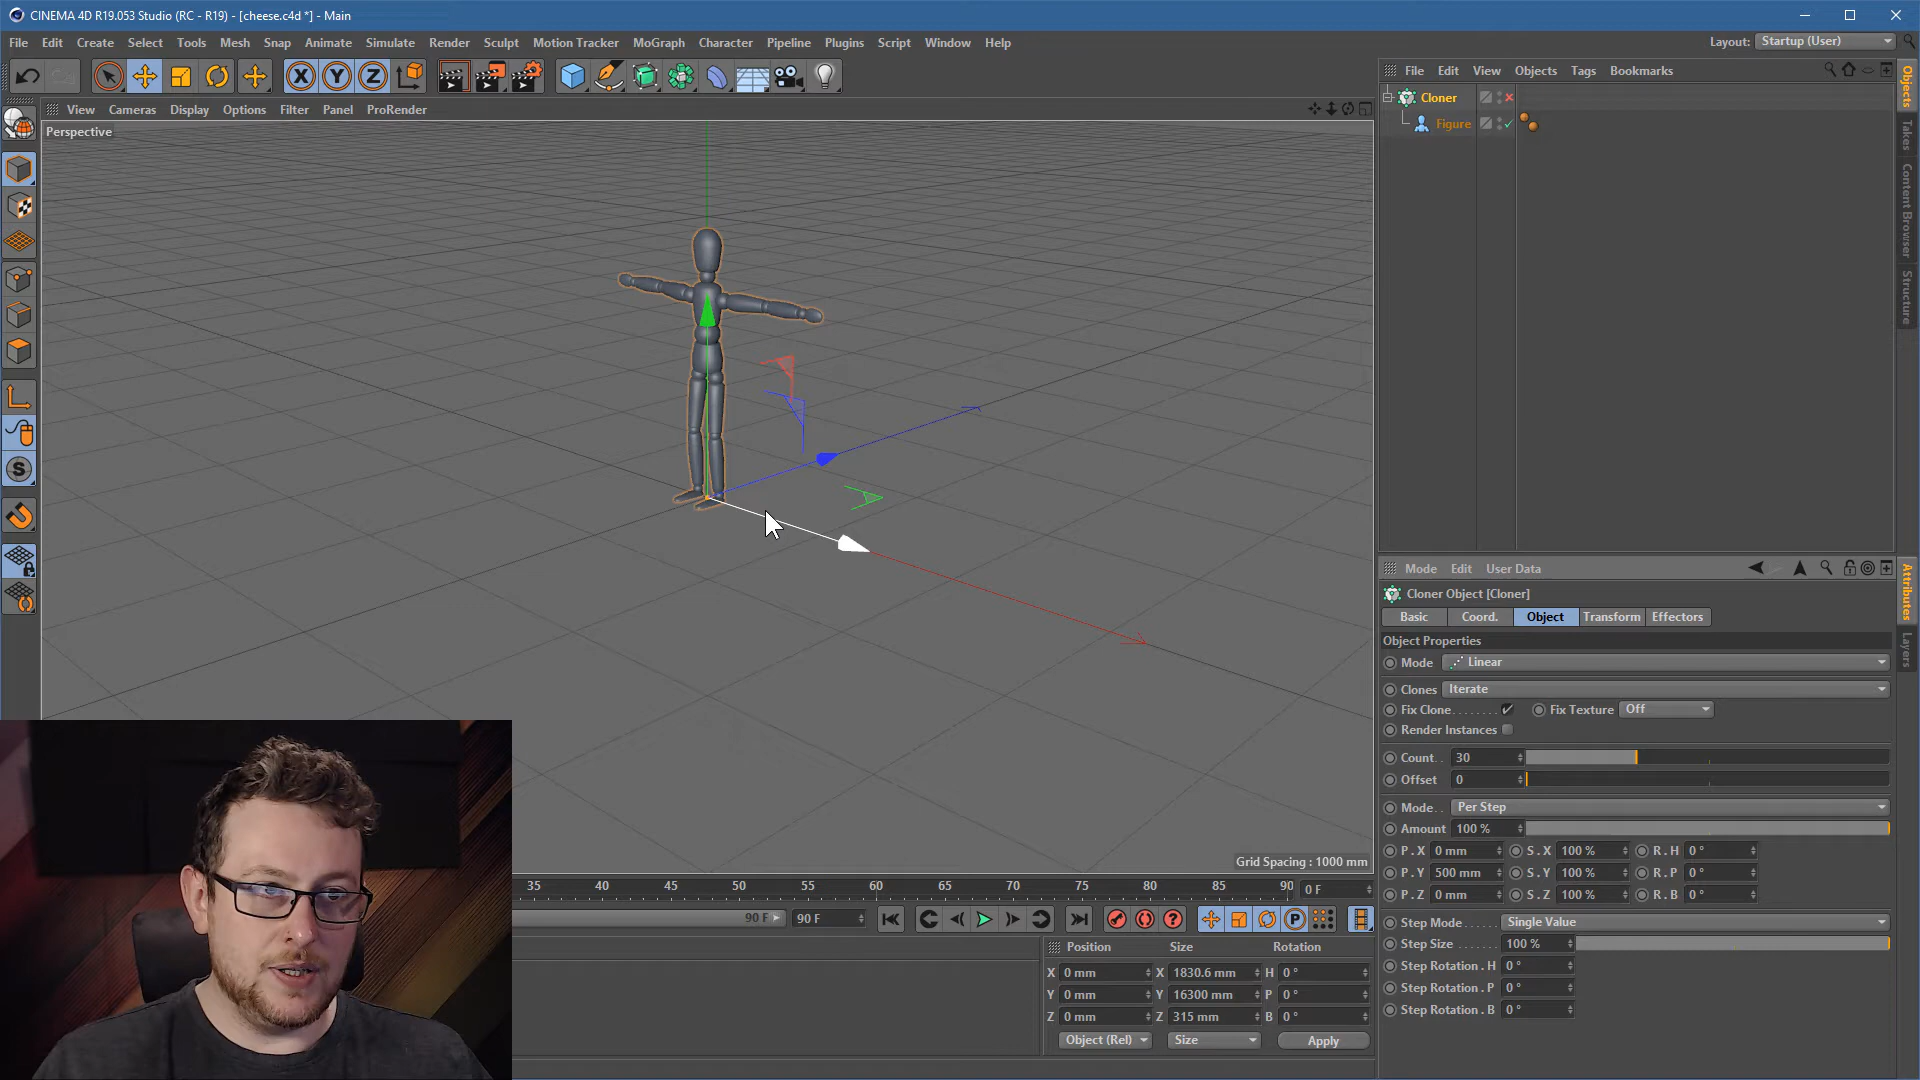 CINEMA 4D R19.053 Studio (RC - R19) - [cheese.c4d *] - Main
File Edit Create Select Tools Mesh Snap Animate Simulate Render Sculpt Motion Tracker MoGraph Character Pipeline Plugins Script Window Help Layout: Startup (User)
X Y Z
File Edit View Objects Tags Bookmarks
View Cameras Display Options Filter Panel ProRender
Perspective
Cloner
Figure
Objects
Takes
Content Browser
Structure
Grid Spacing : 1000 mm
35 40 45 50 55 60 65 70 75 80 85 90 0 F
90 F 90 F
Position Size Rotation
X 0 mm X 1830.6 mm H 0 °
Y 0 mm Y 16300 mm P 0 °
Z 0 mm Z 315 mm B 0 °
Object (Rel) Size Apply
Mode Edit User Data
Cloner Object [Cloner]
Basic Coord. Object Transform Effectors
Object Properties
Mode Linear
Clones Iterate
Fix Clone. . . . . . . . Fix Texture Off
Render Instances
Count. . 30
Offset 0
Mode. . Per Step
Amount 100 %
P . X 0 mm S . X 100 % R . H 0 °
P . Y 500 mm S . Y 100 % R . P 0 °
P . Z 0 mm S . Z 100 % R . B 0 °
Step Mode . . . . . Single Value
Step Size . . . . . . 100 %
Step Rotation . H 0 °
Step Rotation . P 0 °
Step Rotation . B 0 °
Attributes
Layers